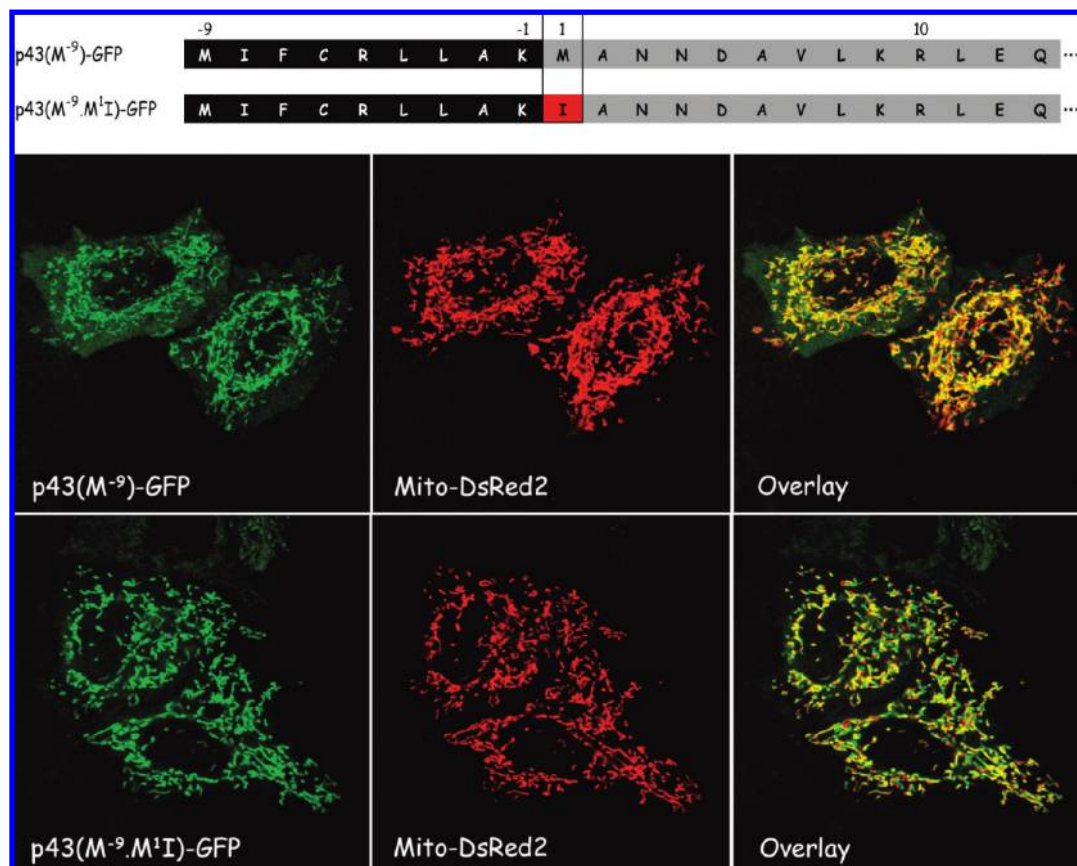 -9 -1 1 10
p43(M⁻⁹)-GFP M I F C R L L A K M A N N D A V L K R L E Q ...
p43(M⁻⁹.M¹I)-GFP M I F C R L L A K I A N N D A V L K R L E Q ...
p43(M⁻⁹)-GFP Mito-DsRed2 Overlay
p43(M⁻⁹.M¹I)-GFP Mito-DsRed2 Overlay